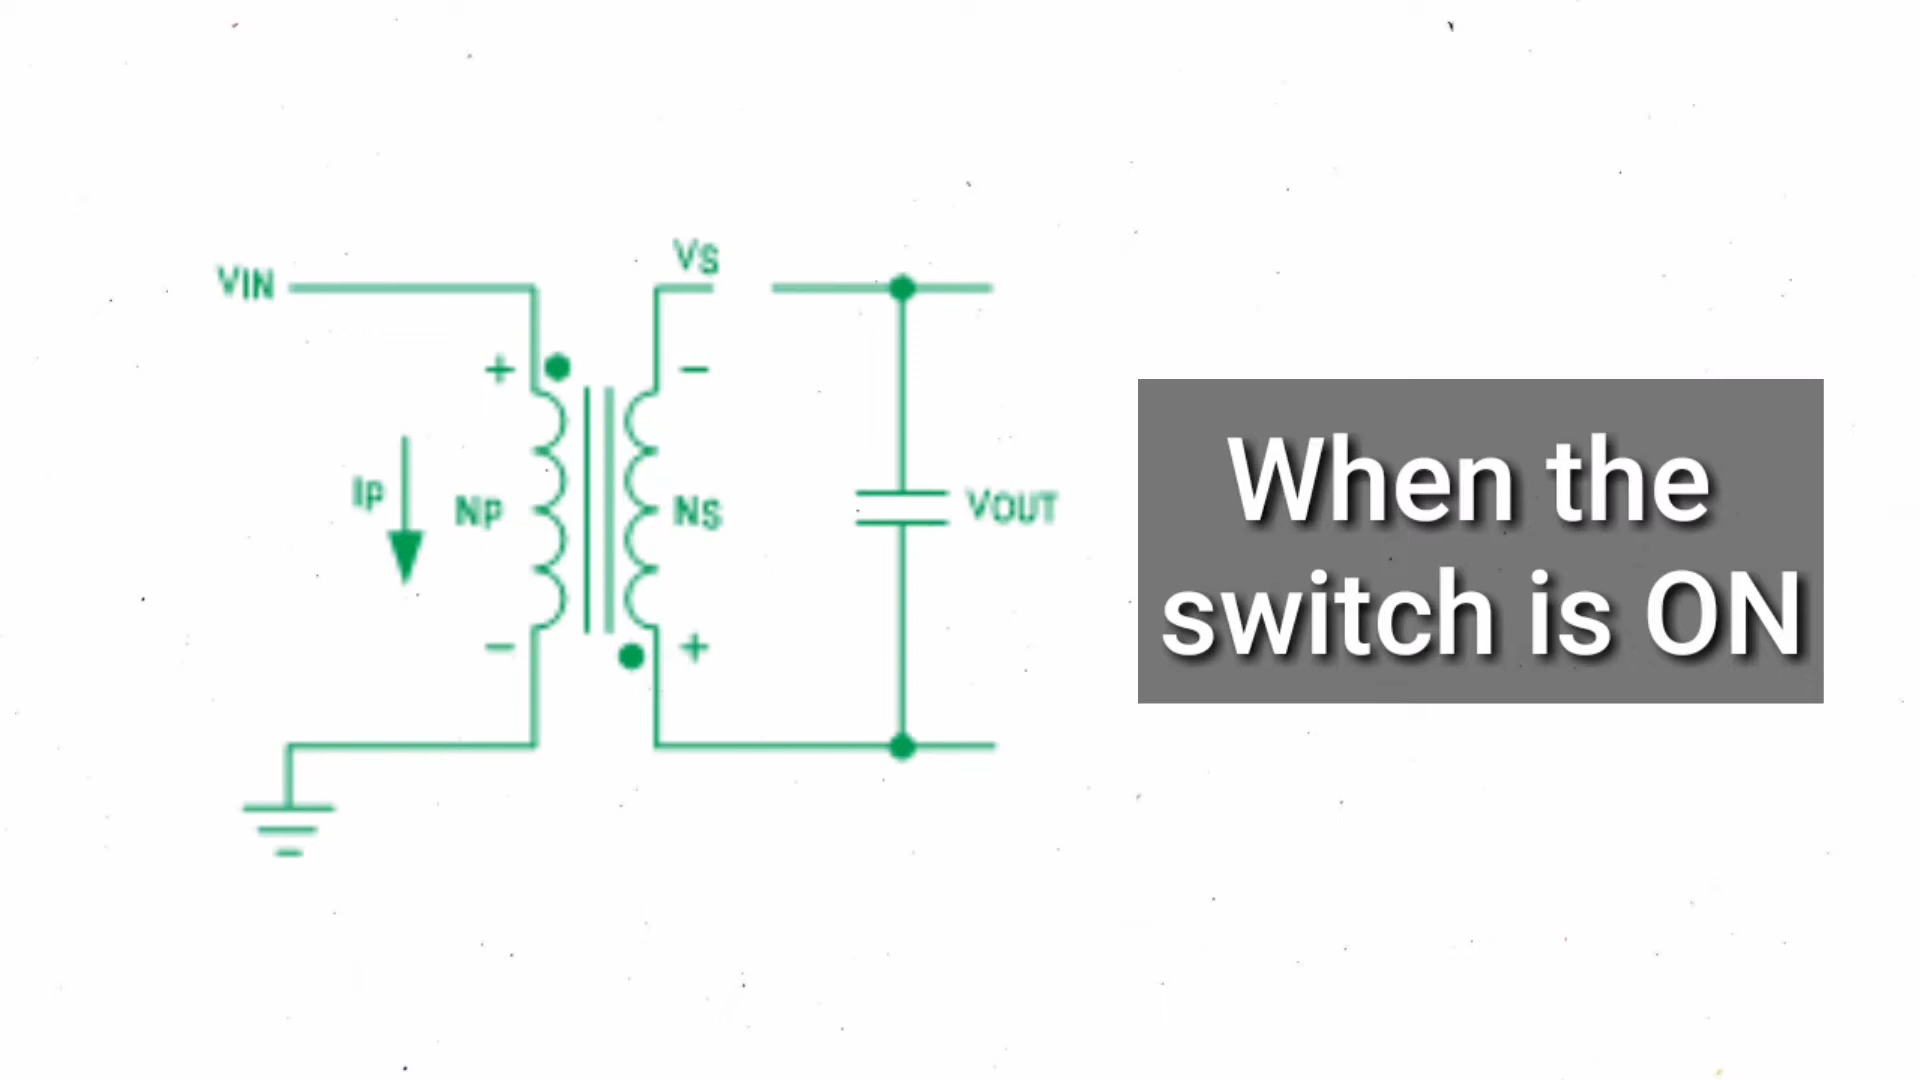 VS
VIN
+
−
IP
NP
NS
VOUT
−
+
When the
switch is ON